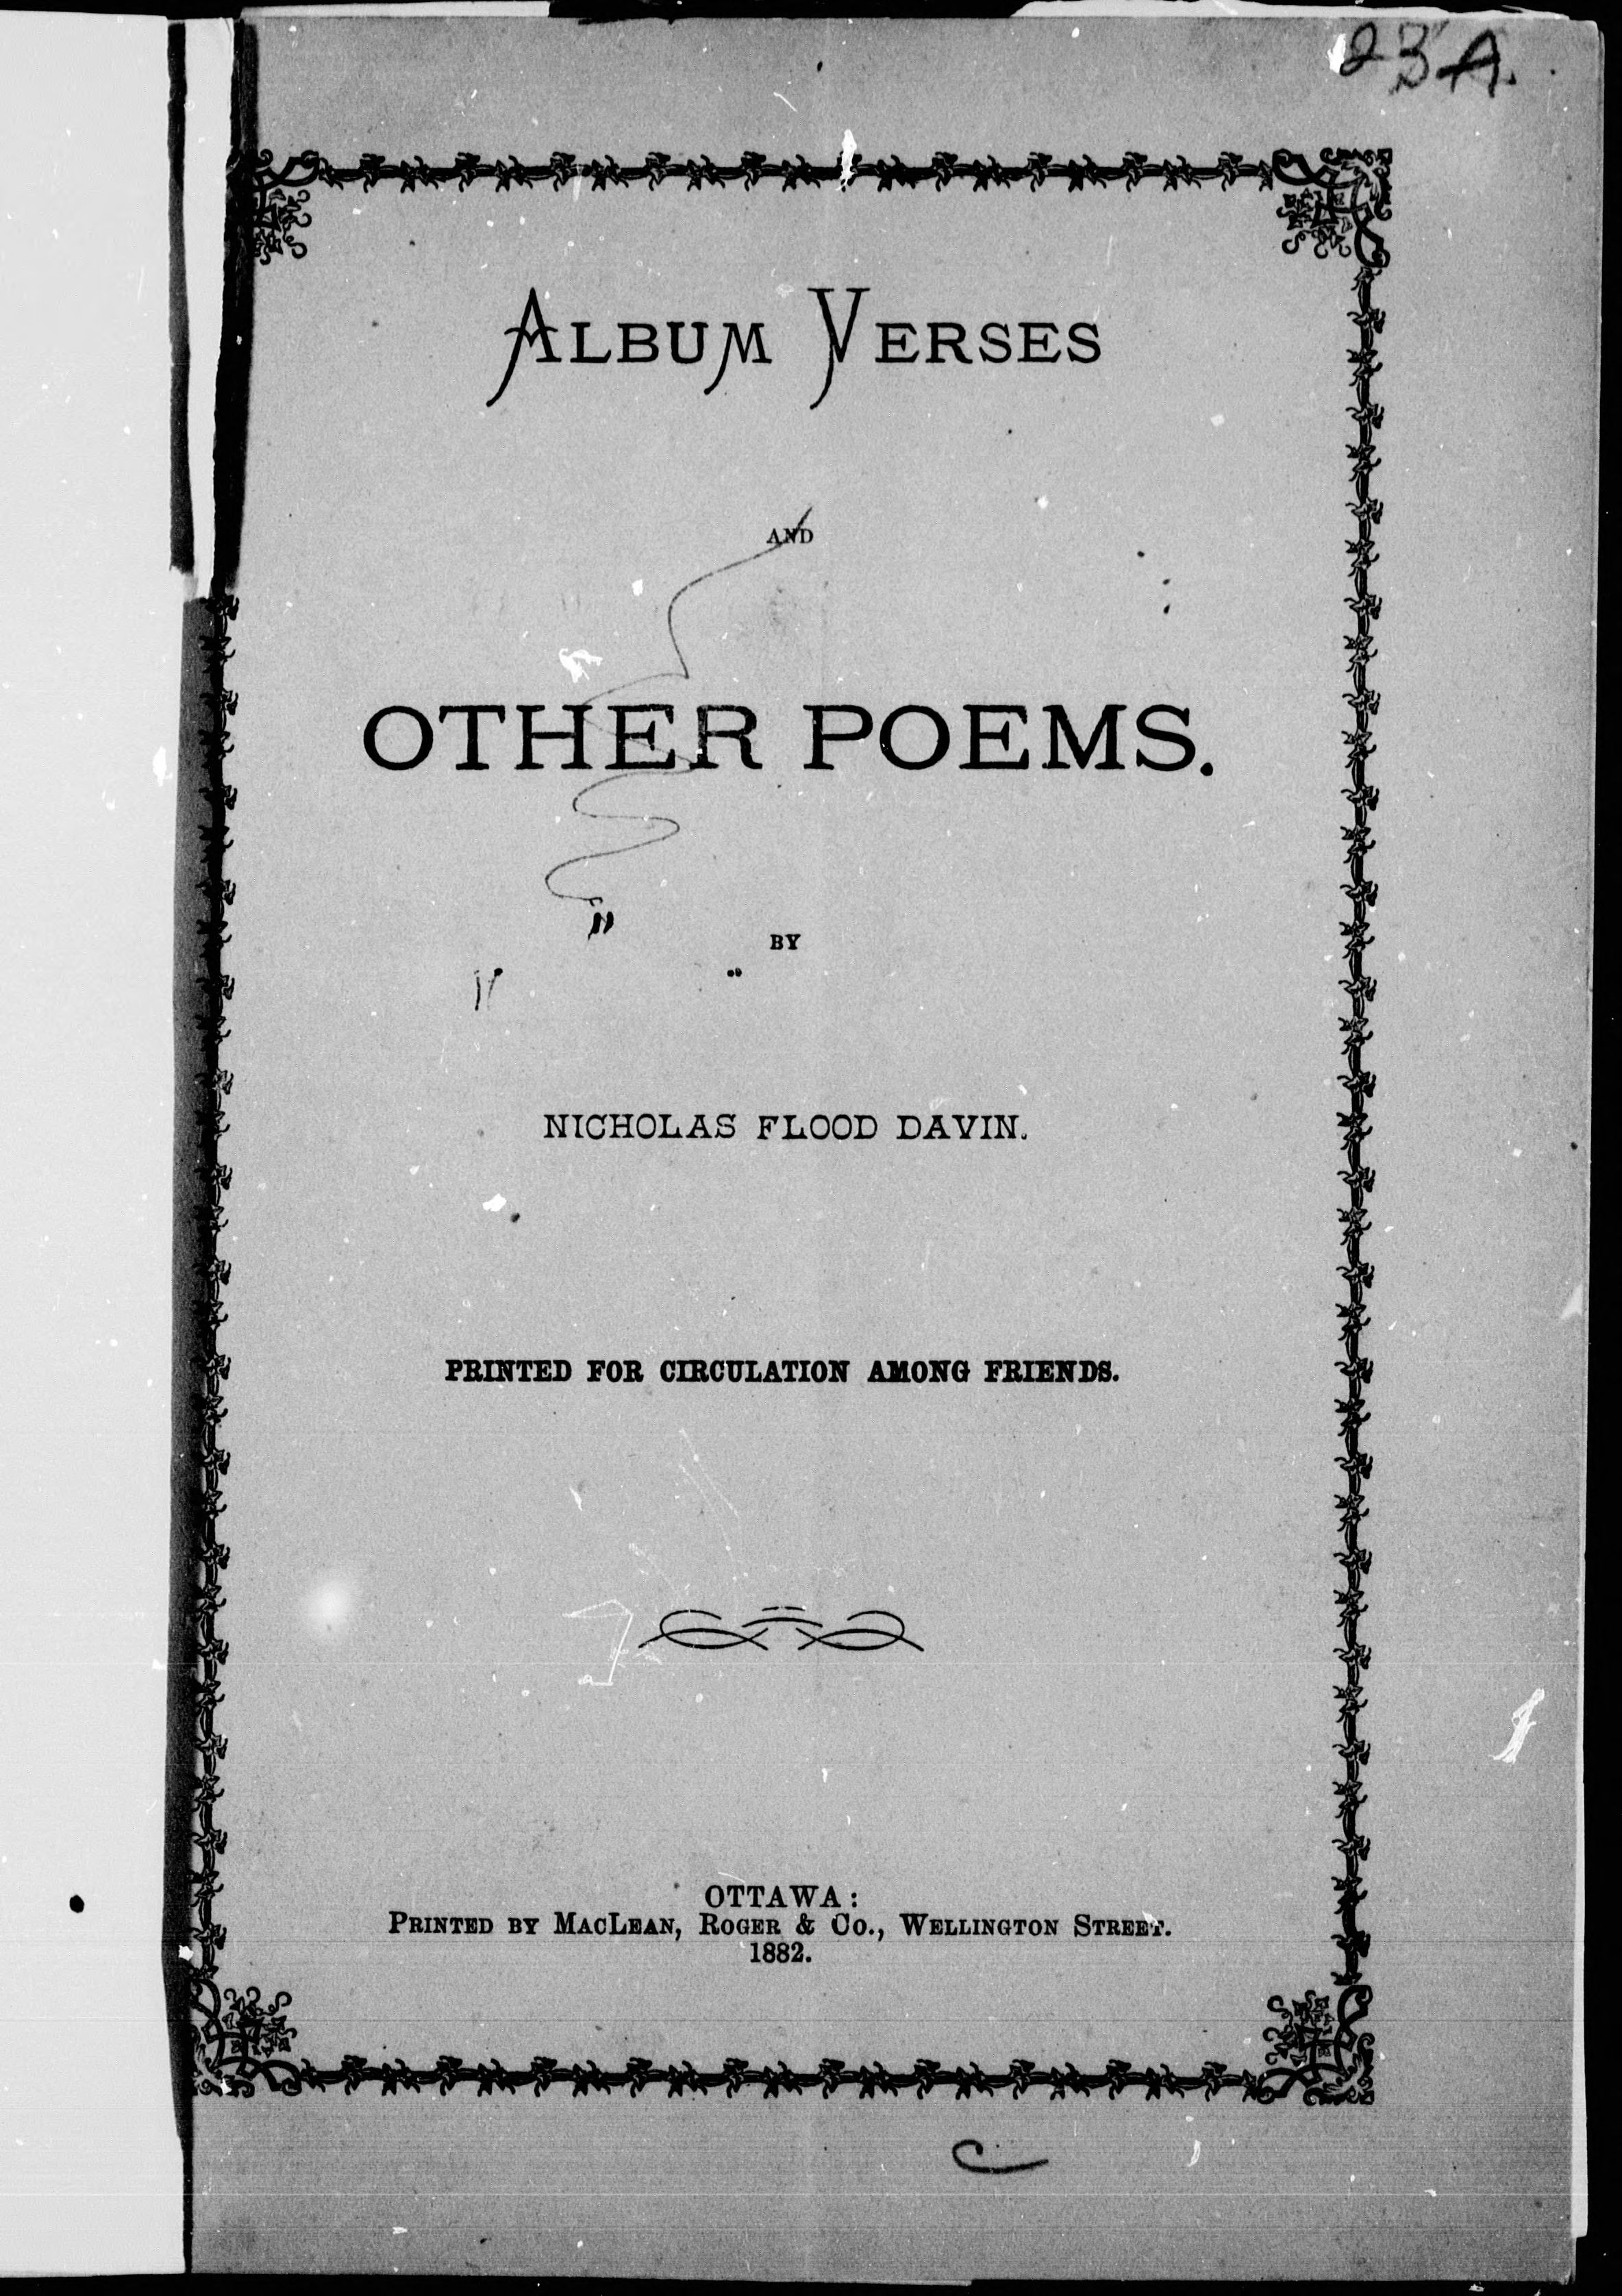 23A.
ALBUM VERSES
AND
OTHER POEMS.
BY
NICHOLAS FLOOD DAVIN.
PRINTED FOR CIRCULATION AMONG FRIENDS.
OTTAWA:
PRINTED BY MACLEAN, ROGER & CO., WELLINGTON STREET.
1882.